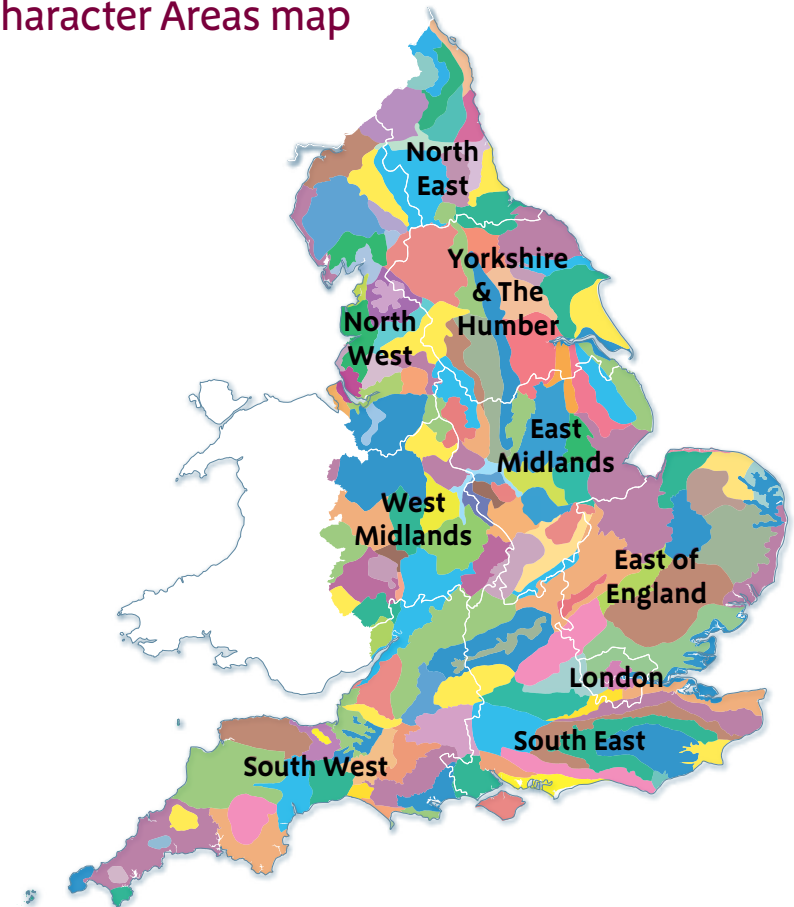 haracter Areas map
North
East
Yorkshire
& The
Humber
North
West
East
Midlands
West
Midlands
East of
England
London
South East
South West